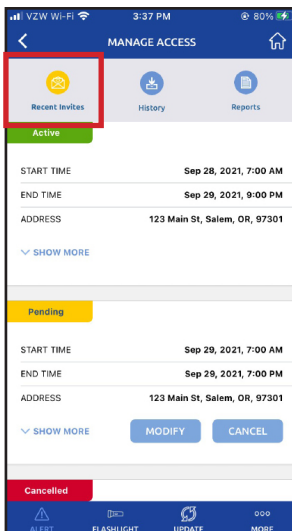 VZW Wi-Fi 3:37 PM 80%
MANAGE ACCESS
Recent Invites History Reports
Active
START TIME Sep 28, 2021, 7:00 AM
END TIME Sep 29, 2021, 9:00 PM
ADDRESS 123 Main St, Salem, OR, 97301
SHOW MORE
Pending
START TIME Sep 29, 2021, 7:00 AM
END TIME Sep 29, 2021, 7:00 PM
ADDRESS 123 Main St, Salem, OR, 97301
SHOW MORE MODIFY CANCEL
Cancelled
ALERT FLASHLIGHT UPDATE MORE